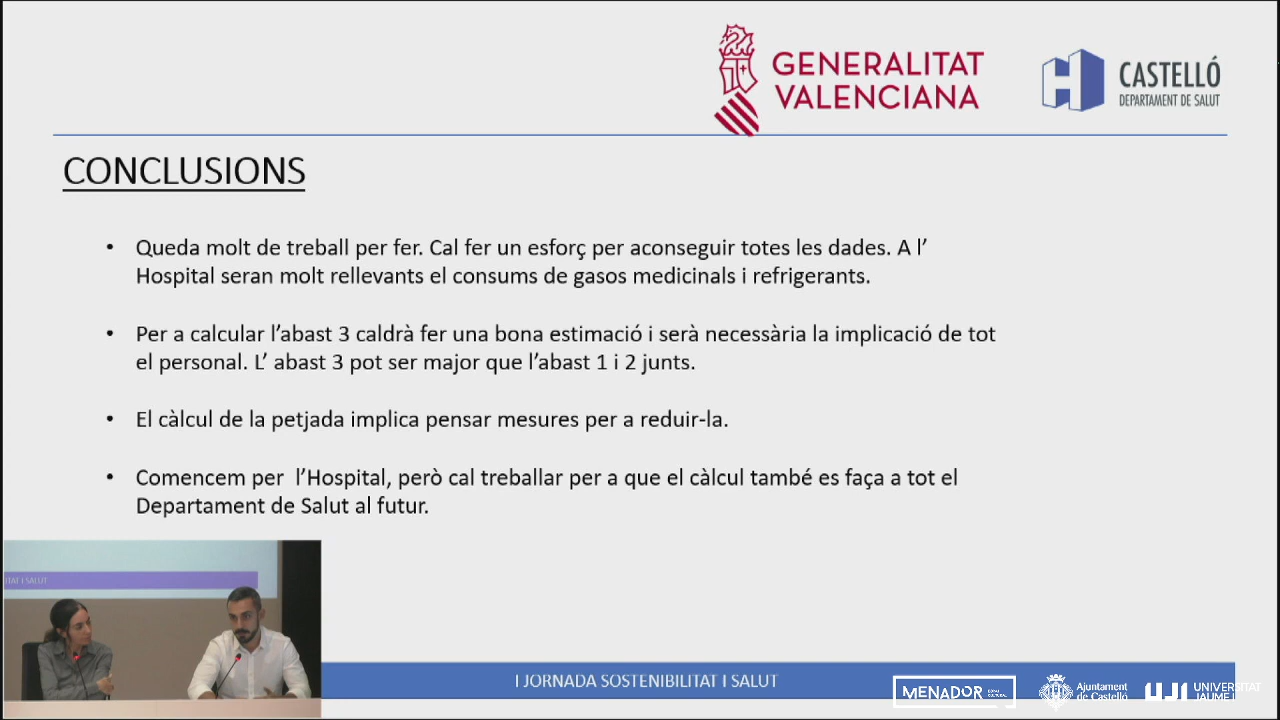 GENERALITAT
VALENCIANA
CASTELLÓ
DEPARTAMENT DE SALUT
CONCLUSIONS
• Queda molt de treball per fer. Cal fer un esforç per aconseguir totes les dades. A l’
Hospital seran molt rellevants el consums de gasos medicinals i refrigerants.
• Per a calcular l’abast 3 caldrà fer una bona estimació i serà necessària la implicació de tot
el personal. L’ abast 3 pot ser major que l’abast 1 i 2 junts.
• El càlcul de la petjada implica pensar mesures per a reduir-la.
• Comencem per  l’Hospital, però cal treballar per a que el càlcul també es faça a tot el
Departament de Salut al futur.
ITAT I SALUT
I JORNADA SOSTENIBILITAT I SALUT
MENADOR
Ajuntament
de Castelló
UJI UNIVERSITAT
JAUME I